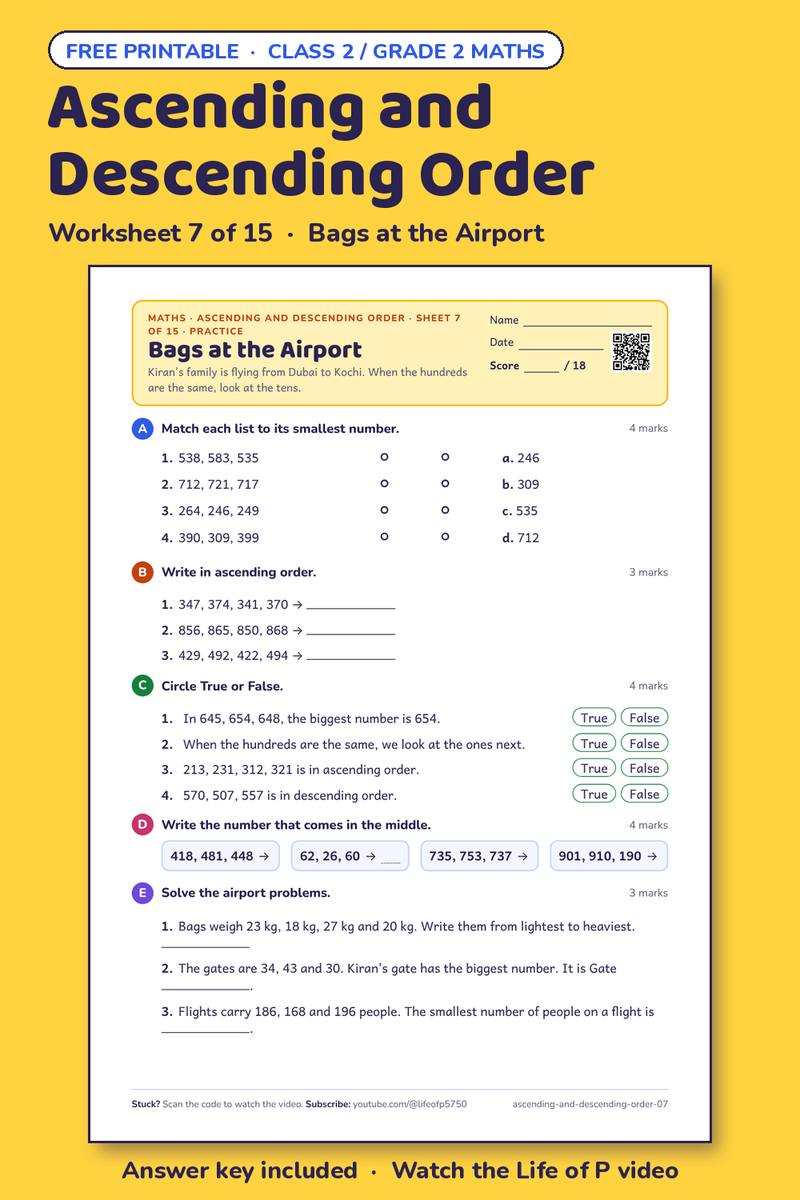 FREE PRINTABLE · CLASS 2 / GRADE 2 MATHS
Ascending and
Descending Order
Worksheet 7 of 15 · Bags at the Airport
MATHS · ASCENDING AND DESCENDING ORDER · SHEET 7
OF 15 · PRACTICE
Bags at the Airport
Kiran's family is flying from Dubai to Kochi. When the hundreds
are the same, look at the tens.
Name ____________
Date ____________
Score ______ / 18
A Match each list to its smallest number. 4 marks
1. 538, 583, 535 a. 246
2. 712, 721, 717 b. 309
3. 264, 246, 249 c. 535
4. 390, 309, 399 d. 712
B Write in ascending order. 3 marks
1. 347, 374, 341, 370 → ____________
2. 856, 865, 850, 868 → ____________
3. 429, 492, 422, 494 → ____________
C Circle True or False. 4 marks
1. In 645, 654, 648, the biggest number is 654. True False
2. When the hundreds are the same, we look at the ones next. True False
3. 213, 231, 312, 321 is in ascending order. True False
4. 570, 507, 557 is in descending order. True False
D Write the number that comes in the middle. 4 marks
418, 481, 448 → 62, 26, 60 → ___ 735, 753, 737 → 901, 910, 190 →
E Solve the airport problems. 3 marks
1. Bags weigh 23 kg, 18 kg, 27 kg and 20 kg. Write them from lightest to heaviest.
____________
2. The gates are 34, 43 and 30. Kiran's gate has the biggest number. It is Gate
____________.
3. Flights carry 186, 168 and 196 people. The smallest number of people on a flight is
____________.
Stuck? Scan the code to watch the video. Subscribe: youtube.com/@lifeofp5750 ascending-and-descending-order-07
Answer key included · Watch the Life of P video